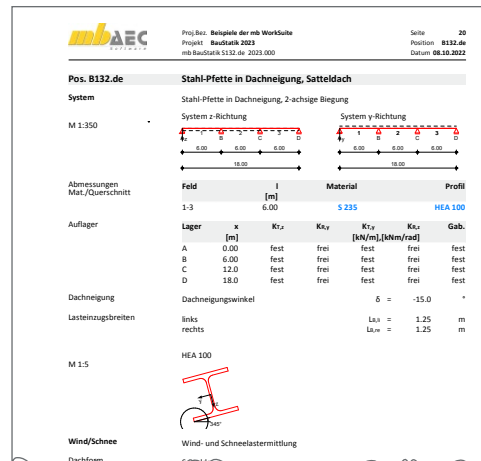 mbAEC
Software
Proj.Bez. Beispiele der mb WorkSuite
Projekt BauStatik 2023
mb BauStatik S132.de 2023.000
Seite 20
Position B132.de
Datum 08.10.2022
Pos. B132.de Stahl-Pfette in Dachneigung, Satteldach
System Stahl-Pfette in Dachneigung, 2-achsige Biegung
M 1:350
System z-Richtung System y-Richtung
1 2 3 1 2 3
z A B C D y A B C D
6.00 6.00 6.00 6.00 6.00 6.00
18.00 18.00
Abmessungen Mat./Querschnitt
Feld l Material Profil
[m]
1-3 6.00 S 235 HEA 100
Auflager
Lager x KT,z KR,y KT,y KR,z Gab.
[m] [kN/m],[kNm/rad]
A 0.00 fest frei fest frei fest
B 6.00 fest frei fest frei fest
C 12.0 fest frei fest frei fest
D 18.0 fest frei fest frei fest
Dachneigung Dachneigungswinkel δ = -15.0 °
Lasteinzugsbreiten links LB,li = 1.25 m
rechts LB,re = 1.25 m
HEA 100
M 1:5
345°
Wind/Schnee Wind- und Schneelastermittlung
Dachform